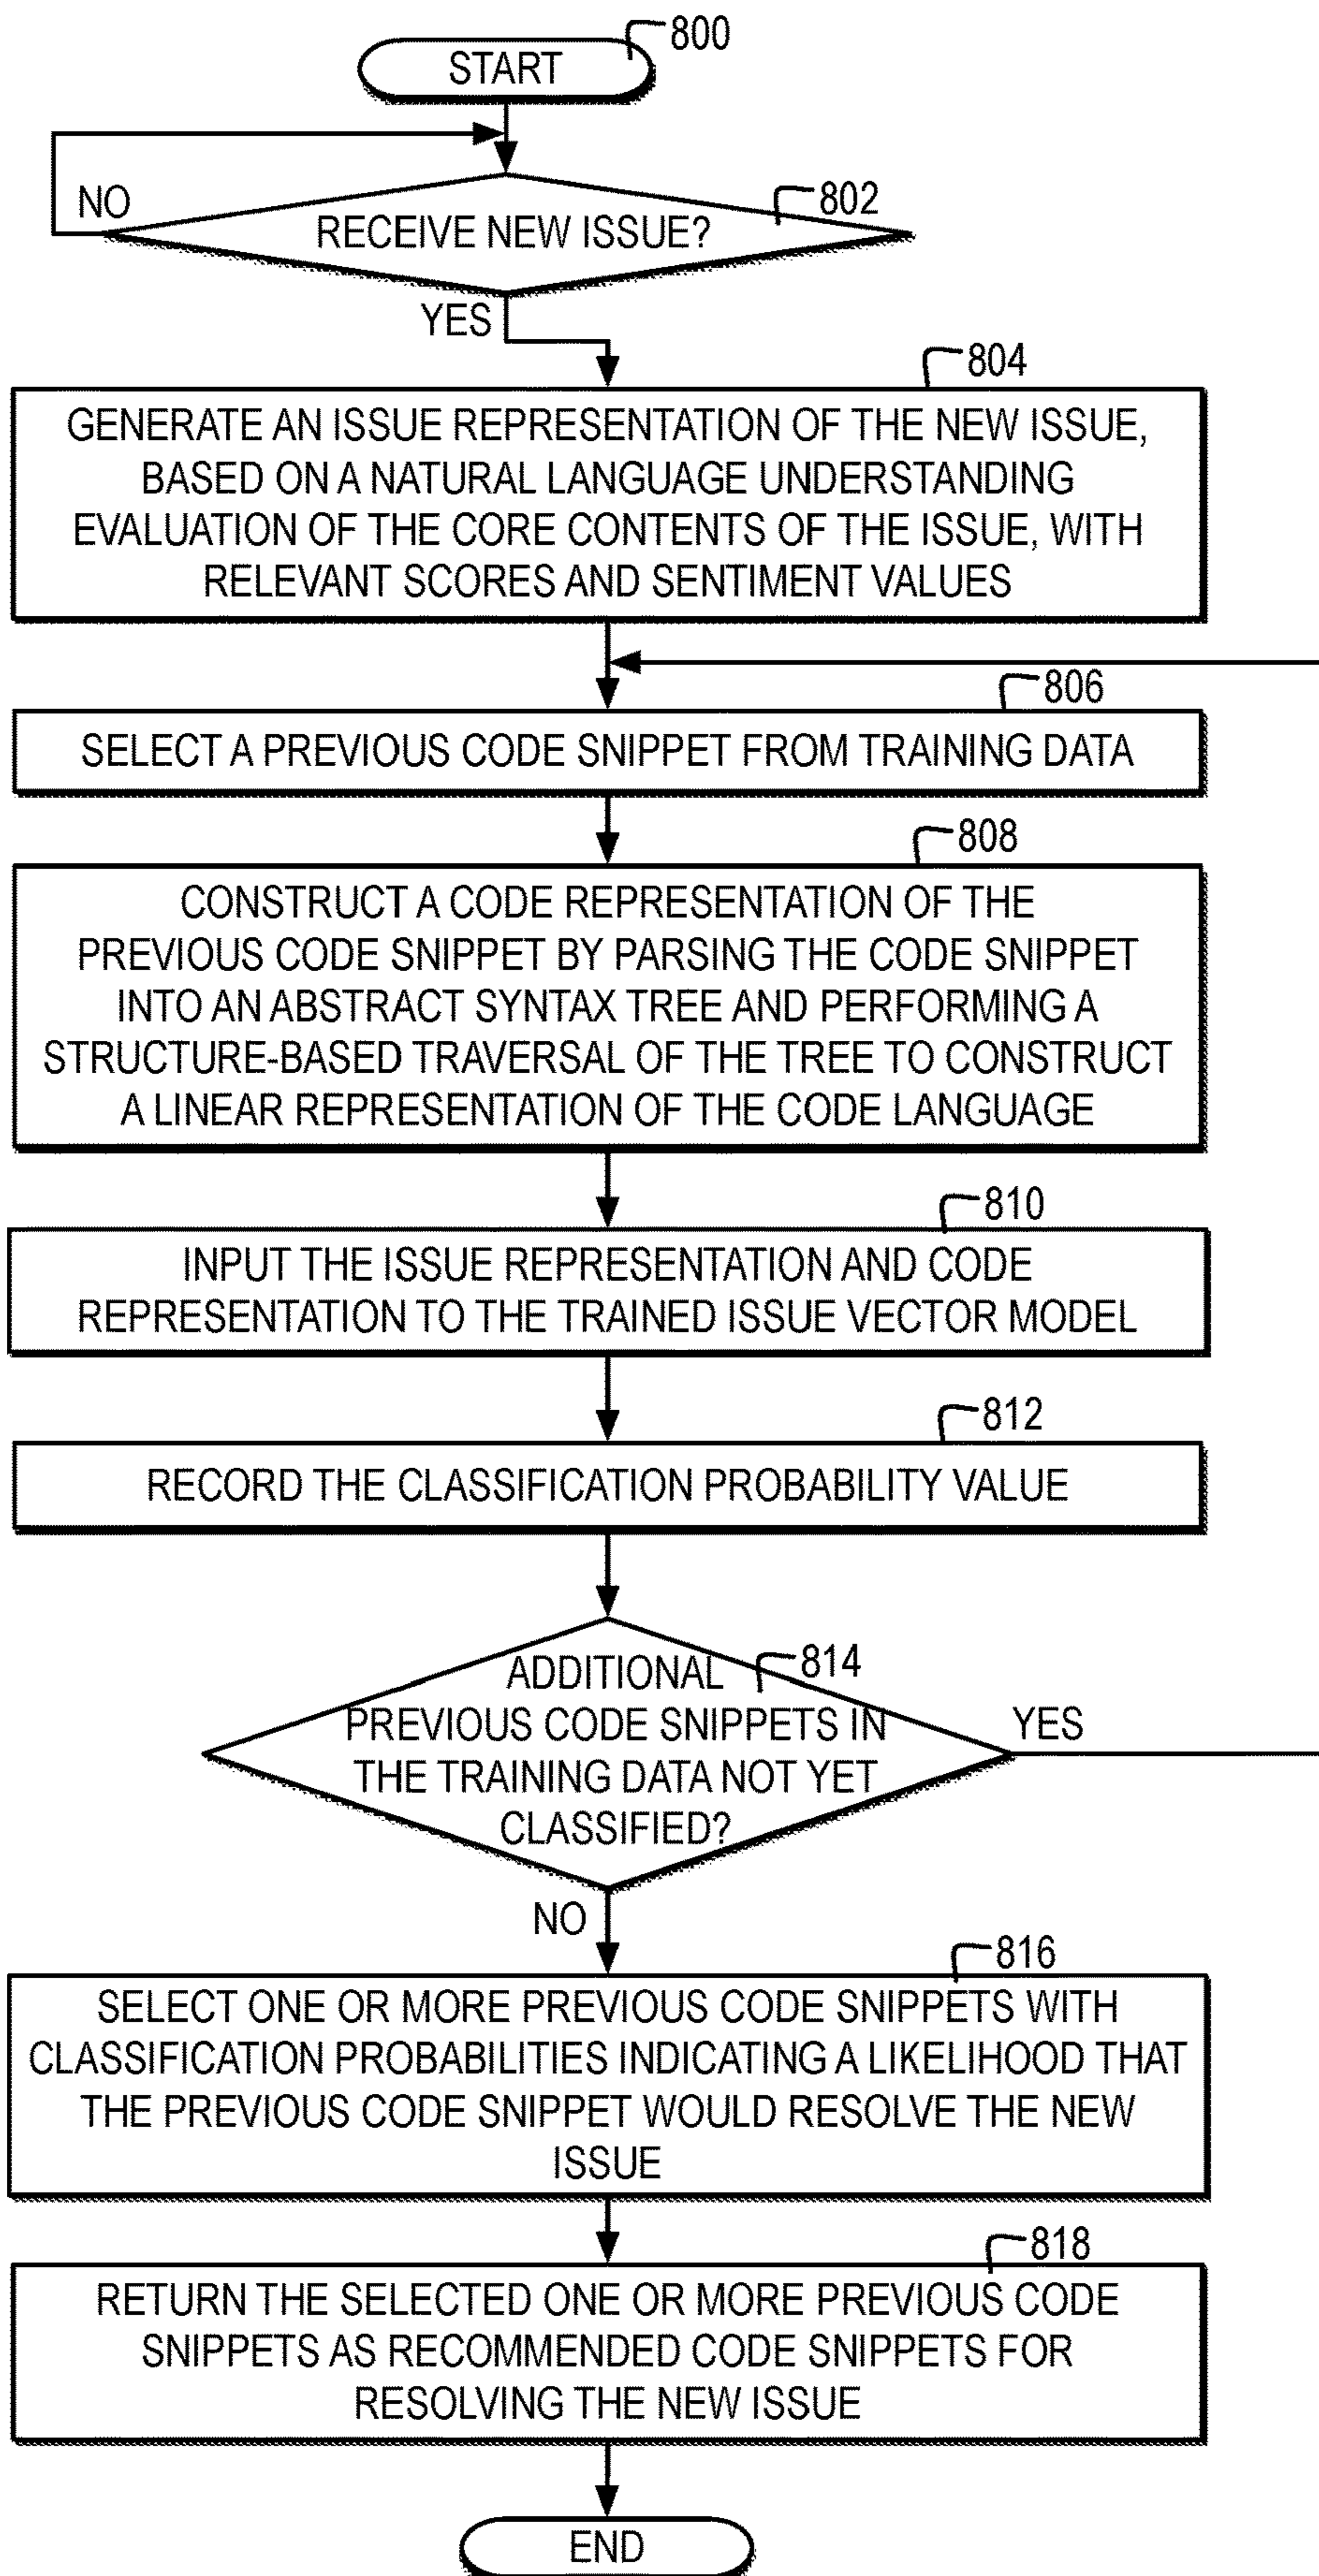 800
START
802
NO
RECEIVE NEW ISSUE?
YES
804
GENERATE AN ISSUE REPRESENTATION OF THE NEW ISSUE,
BASED ON A NATURAL LANGUAGE UNDERSTANDING
EVALUATION OF THE CORE CONTENTS OF THE ISSUE, WITH
RELEVANT SCORES AND SENTIMENT VALUES
806
SELECT A PREVIOUS CODE SNIPPET FROM TRAINING DATA
808
CONSTRUCT A CODE REPRESENTATION OF THE
PREVIOUS CODE SNIPPET BY PARSING THE CODE SNIPPET
INTO AN ABSTRACT SYNTAX TREE AND PERFORMING A
STRUCTURE-BASED TRAVERSAL OF THE TREE TO CONSTRUCT
A LINEAR REPRESENTATION OF THE CODE LANGUAGE
810
INPUT THE ISSUE REPRESENTATION AND CODE
REPRESENTATION TO THE TRAINED ISSUE VECTOR MODEL
812
RECORD THE CLASSIFICATION PROBABILITY VALUE
814
ADDITIONAL
PREVIOUS CODE SNIPPETS IN
THE TRAINING DATA NOT YET
CLASSIFIED?
YES
NO
816
SELECT ONE OR MORE PREVIOUS CODE SNIPPETS WITH
CLASSIFICATION PROBABILITIES INDICATING A LIKELIHOOD THAT
THE PREVIOUS CODE SNIPPET WOULD RESOLVE THE NEW
ISSUE
818
RETURN THE SELECTED ONE OR MORE PREVIOUS CODE
SNIPPETS AS RECOMMENDED CODE SNIPPETS FOR
RESOLVING THE NEW ISSUE
END